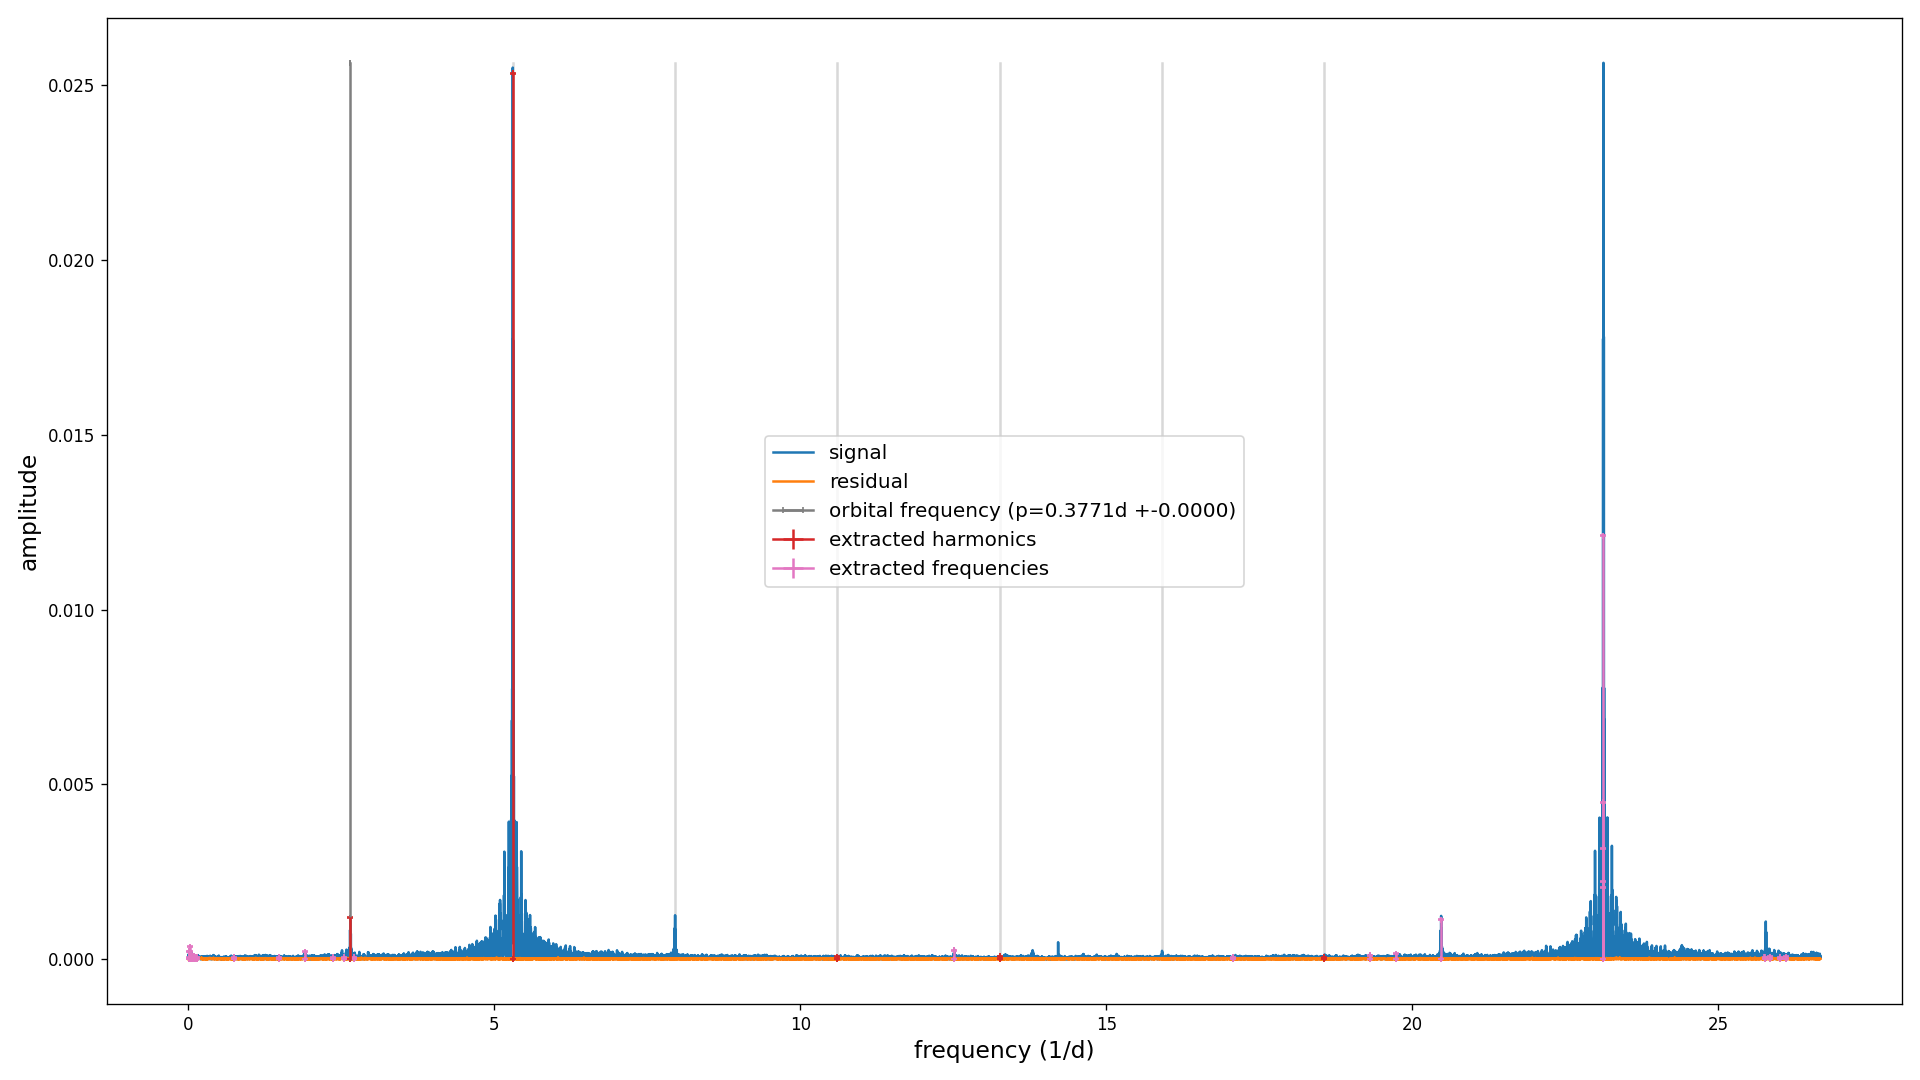 0.025
0.020
0.015
0.010
0.005
0.000
amplitude
signal
residual
orbital frequency (p=0.3771d +-0.0000)
extracted harmonics
extracted frequencies
0 5 10 15 20 25
frequency (1/d)